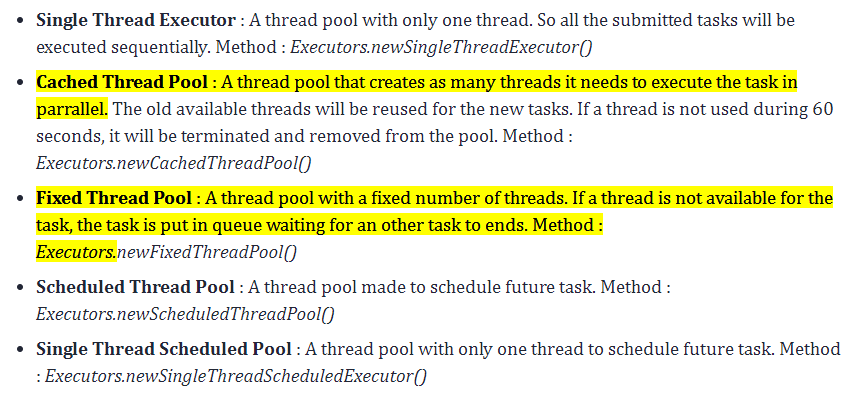 • Single Thread Executor : A thread pool with only one thread. So all the submitted tasks will be
executed sequentially. Method : Executors.newSingleThreadExecutor()
• Cached Thread Pool : A thread pool that creates as many threads it needs to execute the task in
parrallel. The old available threads will be reused for the new tasks. If a thread is not used during 60
seconds, it will be terminated and removed from the pool. Method :
Executors.newCachedThreadPool()
• Fixed Thread Pool : A thread pool with a fixed number of threads. If a thread is not available for the
task, the task is put in queue waiting for an other task to ends. Method :
Executors.newFixedThreadPool()
• Scheduled Thread Pool : A thread pool made to schedule future task. Method :
Executors.newScheduledThreadPool()
• Single Thread Scheduled Pool : A thread pool with only one thread to schedule future task. Method
: Executors.newSingleThreadScheduledExecutor()